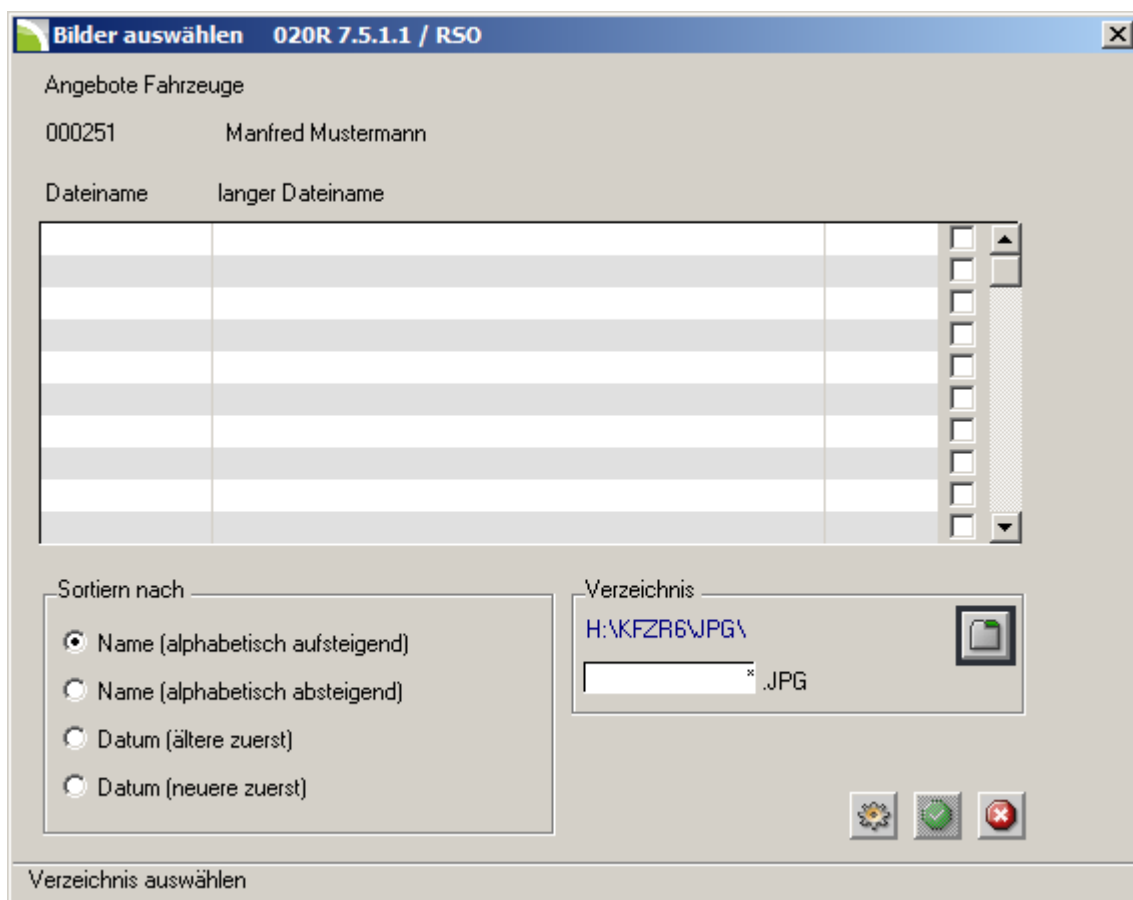 Bilder auswählen 020R 7.5.1.1 / RSO
Angebote Fahrzeuge
000251 Manfred Mustermann
Dateiname langer Dateiname
Sortiern nach
Name (alphabetisch aufsteigend)
Name (alphabetisch absteigend)
Datum (ältere zuerst)
Datum (neuere zuerst)
Verzeichnis
H:\KFZR6\JPG\
* .JPG
Verzeichnis auswählen